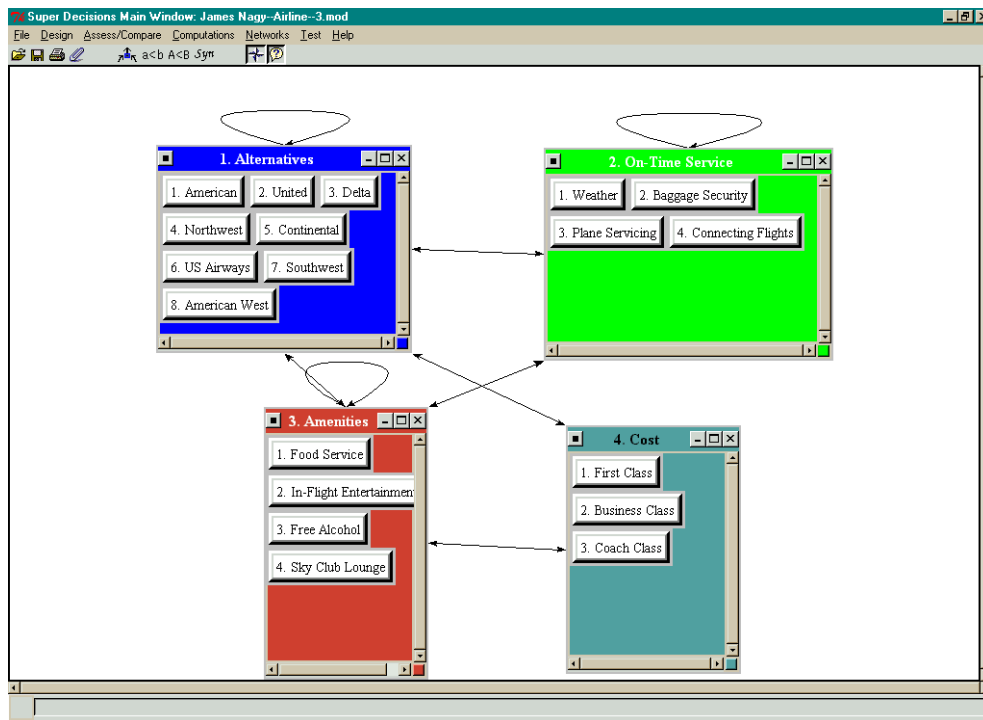 Super Decisions Main Window: James Nagy--Airline--3.mod
File Design Assess/Compare Computations Networks Test Help
a<b A<B Syn
1. Alternatives
1. American 2. United 3. Delta
4. Northwest 5. Continental
6. US Airways 7. Southwest
8. American West
2. On-Time Service
1. Weather 2. Baggage Security
3. Plane Servicing 4. Connecting Flights
3. Amenities
1. Food Service
2. In-Flight Entertainmen
3. Free Alcohol
4. Sky Club Lounge
4. Cost
1. First Class
2. Business Class
3. Coach Class